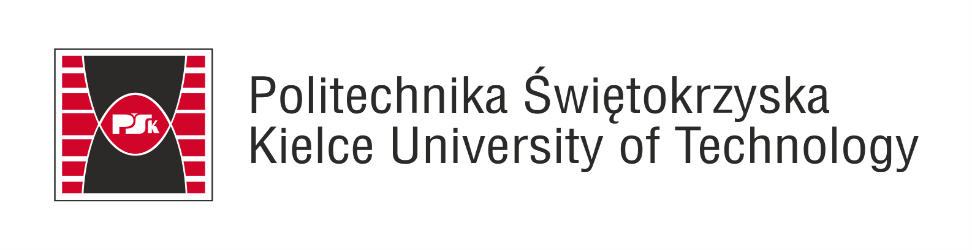 PŚk
Politechnika Świętokrzyska
Kielce University of Technology